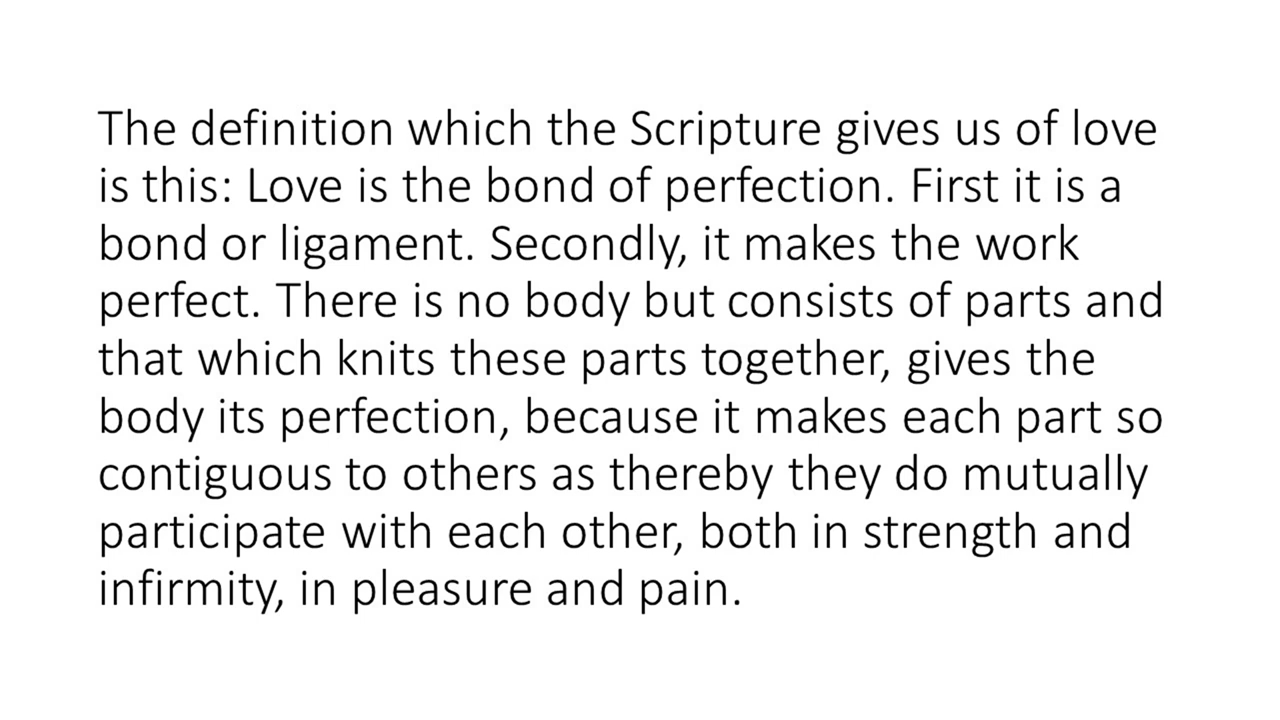 The definition which the Scripture gives us of love
is this: Love is the bond of perfection. First it is a
bond or ligament. Secondly, it makes the work
perfect. There is no body but consists of parts and
that which knits these parts together, gives the
body its perfection, because it makes each part so
contiguous to others as thereby they do mutually
participate with each other, both in strength and
infirmity, in pleasure and pain.